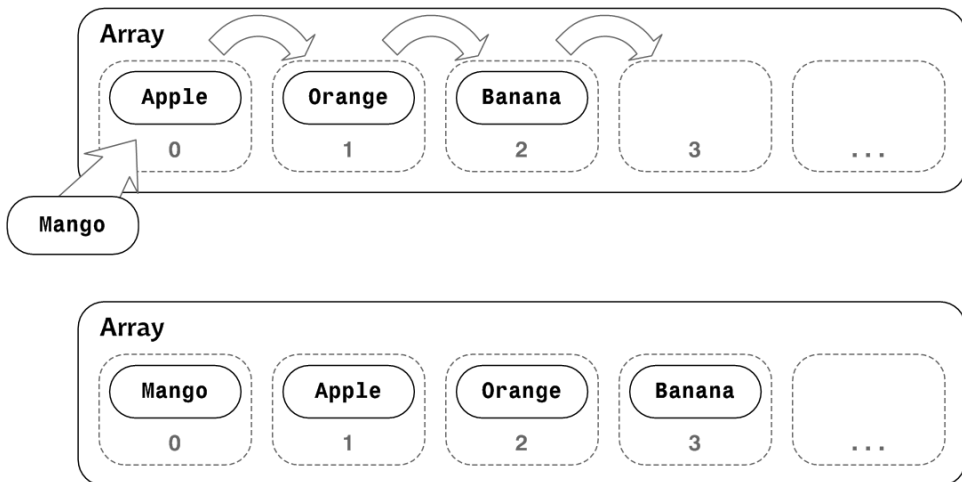 Array
Apple Orange Banana
0 1 2 3 ...
Mango
Array
Mango Apple Orange Banana
0 1 2 3 ...